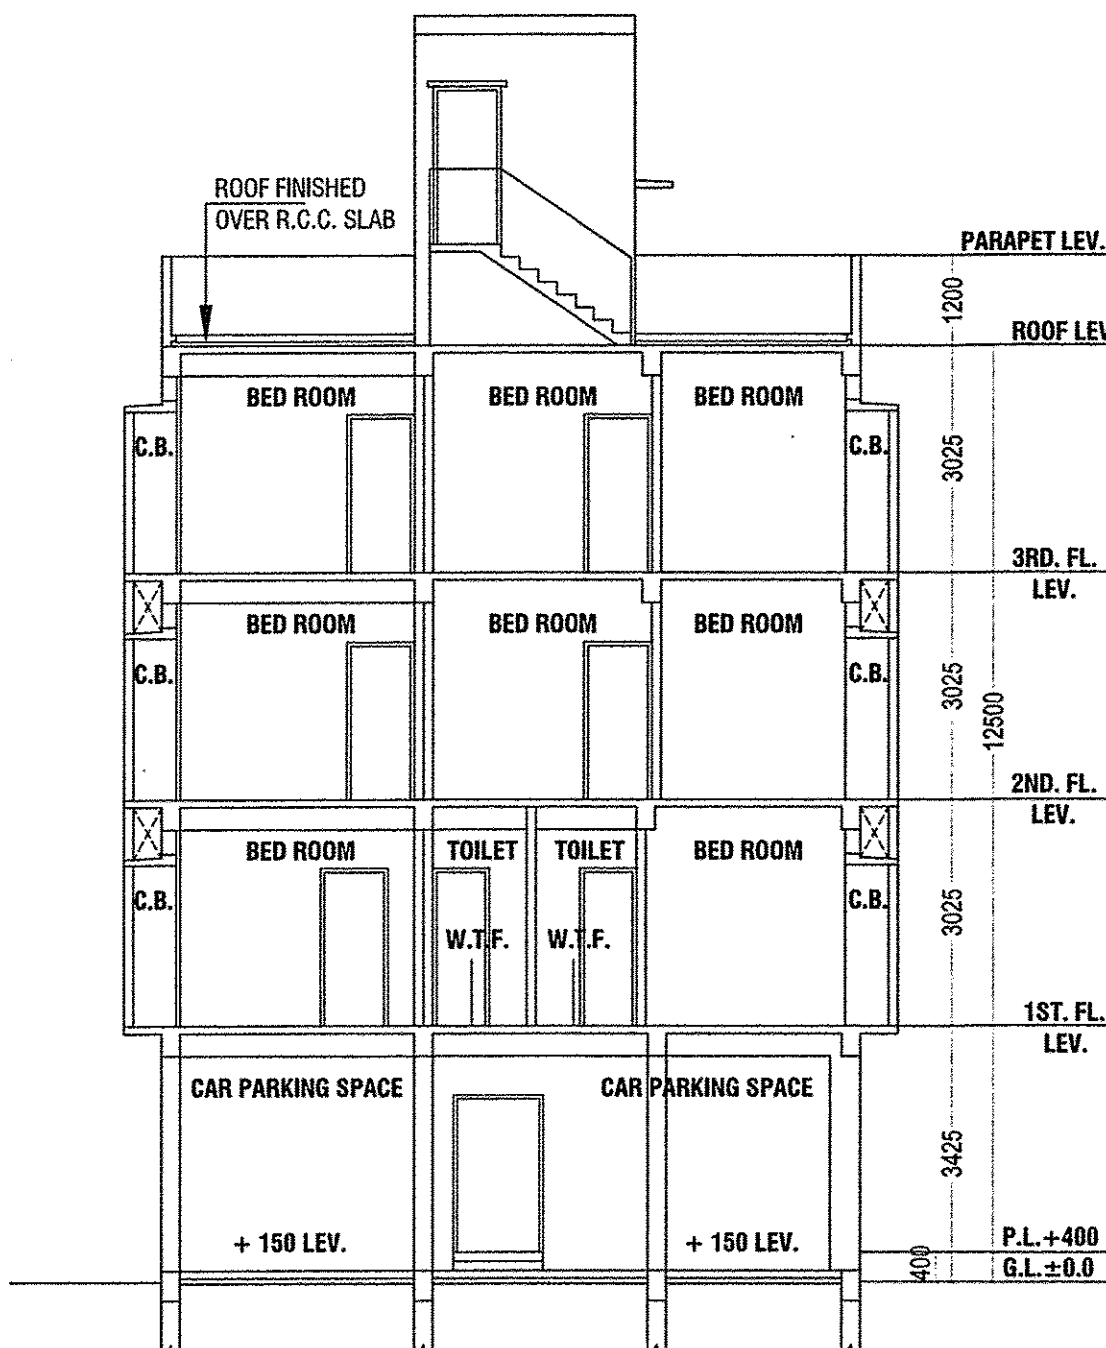 ROOF FINISHED
OVER R.C.C. SLAB
PARAPET LEV.
1200
ROOF LEV
BED ROOM BED ROOM BED ROOM
C.B. C.B.
3025
3RD. FL.
LEV.
BED ROOM BED ROOM BED ROOM
C.B. C.B.
3025
12500
2ND. FL.
LEV.
BED ROOM TOILET TOILET BED ROOM
C.B. C.B.
W.T.F. W.T.F.
3025
1ST. FL.
LEV.
CAR PARKING SPACE CAR PARKING SPACE
3425
+ 150 LEV. + 150 LEV.
P.L.+400
400
G.L.±0.0